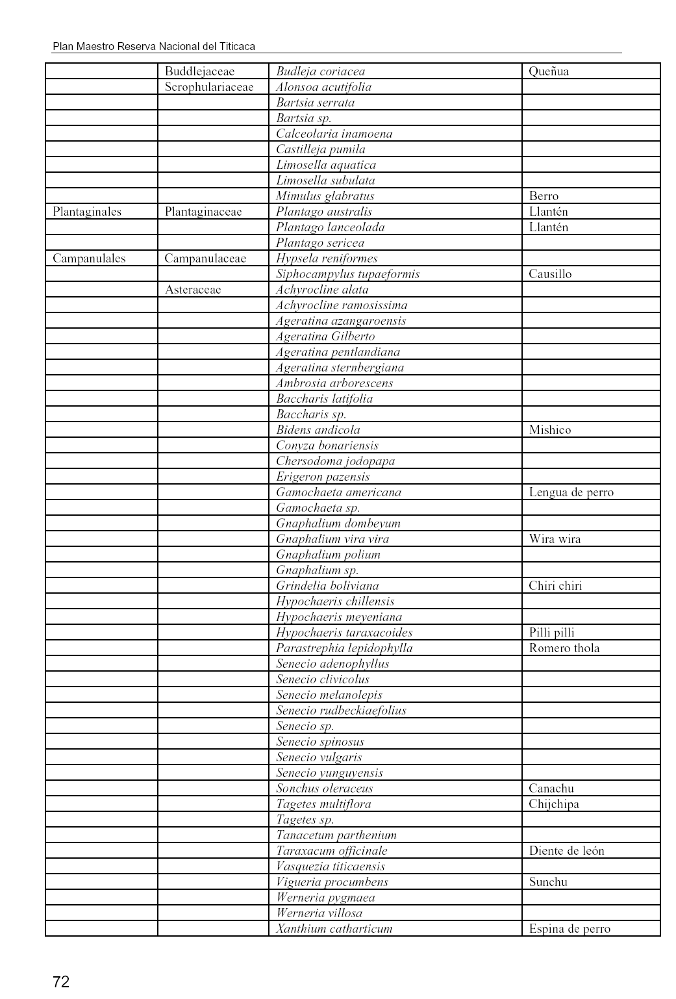 Plan Maestro Reserva Nacional del Titicaca
Buddlejaceae Budleja coriacea Queñua
Scrophulariaceae Alonsoa acutifolia
Bartsia serrata
Bartsia sp.
Calceolaria inamoena
Castilleja pumila
Limosella aquatica
Limosella subulata
Mimulus glabratus Berro
Plantaginales Plantaginaceae Plantago australis Llantén
Plantago lanceolada Llantén
Plantago sericea
Campanulales Campanulaceae Hypsela reniformes
Siphocampylus tupaeformis Causillo
Asteraceae Achyrocline alata
Achyrocline ramosissima
Ageratina azangaroensis
Ageratina Gilberto
Ageratina pentlandiana
Ageratina sternbergiana
Ambrosia arborescens
Baccharis latifolia
Baccharis sp.
Bidens andicola Mishico
Conyza bonariensis
Chersodoma jodopapa
Erigeron pazensis
Gamochaeta americana Lengua de perro
Gamochaeta sp.
Gnaphalium dombeyum
Gnaphalium vira vira Wira wira
Gnaphalium polium
Gnaphalium sp.
Grindelia boliviana Chiri chiri
Hypochaeris chillensis
Hypochaeris meyeniana
Hypochaeris taraxacoides Pilli pilli
Parastrephia lepidophylla Romero thola
Senecio adenophyllus
Senecio clivicolus
Senecio melanolepis
Senecio rudbeckiaefolius
Senecio sp.
Senecio spinosus
Senecio vulgaris
Senecio yunguyensis
Sonchus oleraceus Canachu
Tagetes multiflora Chijchipa
Tagetes sp.
Tanacetum parthenium
Taraxacum officinale Diente de león
Vasquezia titicaensis
Vigueria procumbens Sunchu
Werneria pygmaea
Werneria villosa
Xanthium catharticum Espina de perro
72